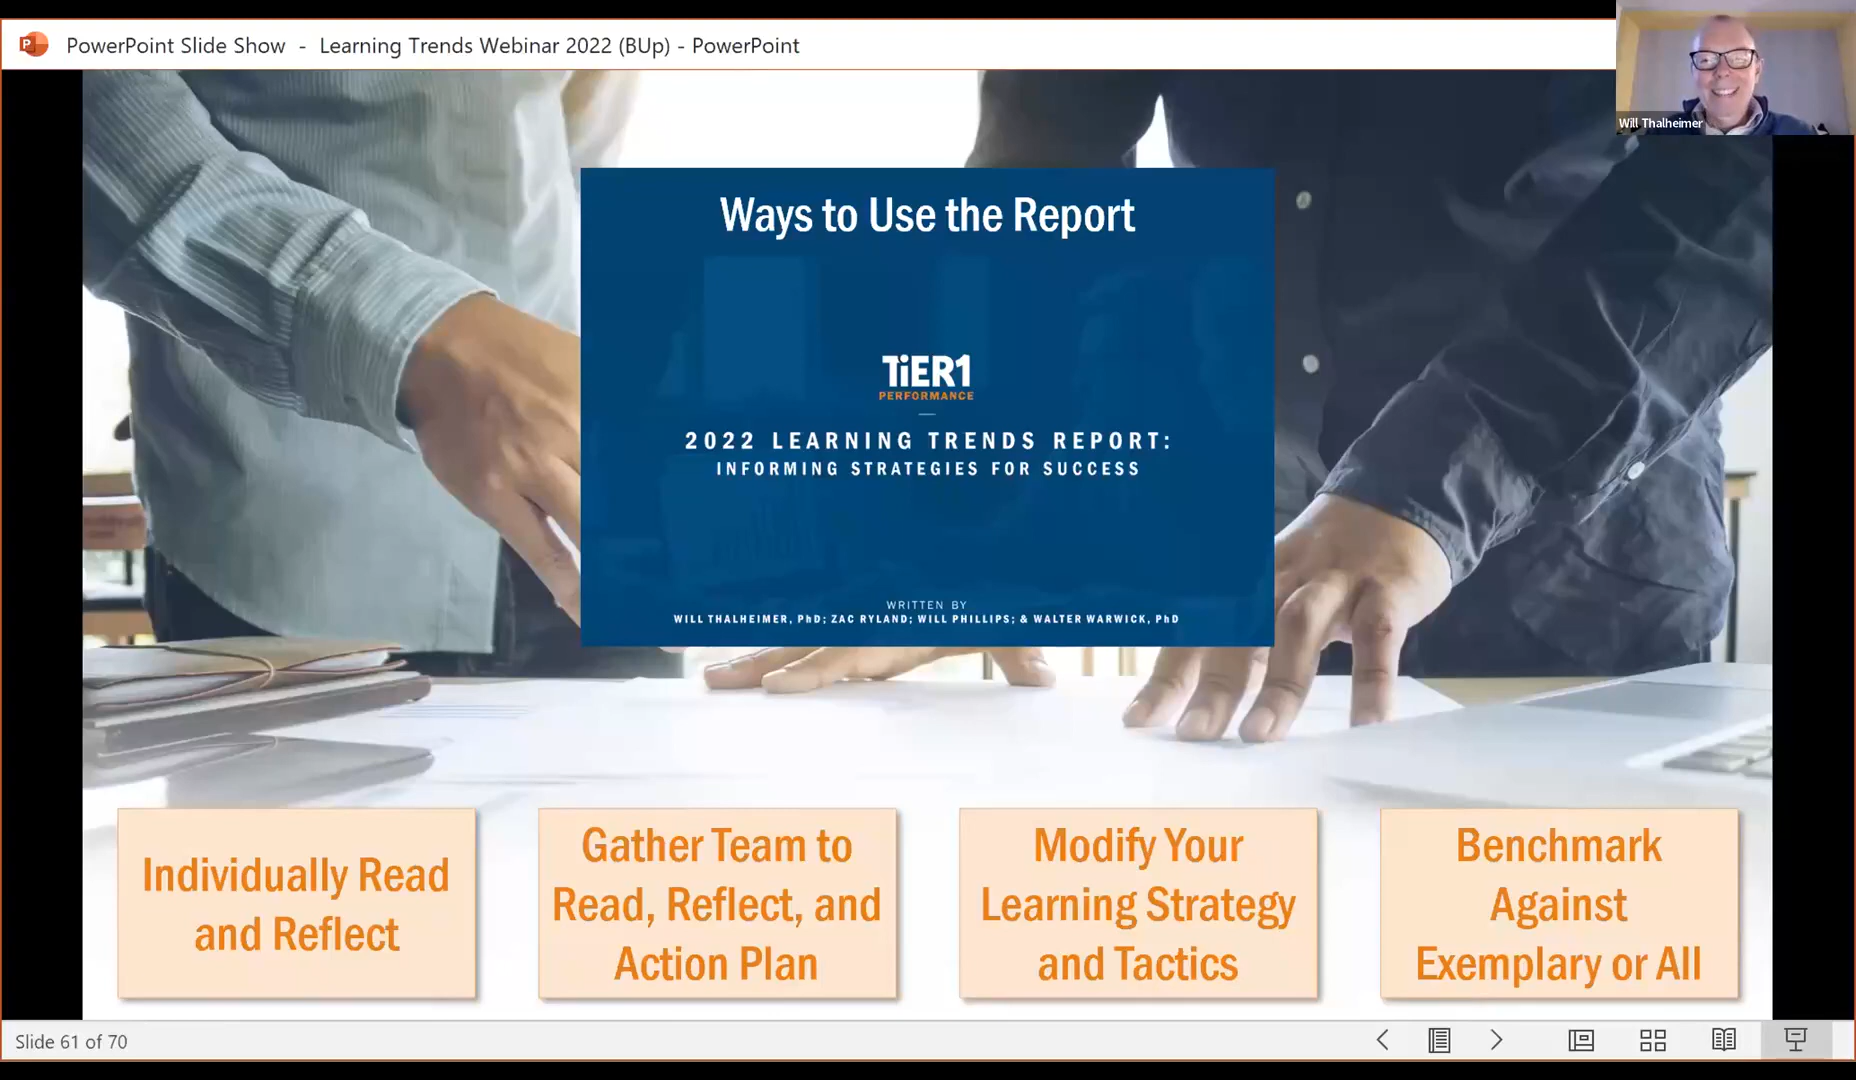 PowerPoint Slide Show - Learning Trends Webinar 2022 (BUp) - PowerPoint
Will Thalheimer
Ways to Use the Report
TiER1
PERFORMANCE
2022 LEARNING TRENDS REPORT:
INFORMING STRATEGIES FOR SUCCESS
WRITTEN BY
WILL THALHEIMER, PhD; ZAC RYLAND; WILL PHILLIPS; & WALTER WARWICK, PhD
Individually Read
and Reflect
Gather Team to
Read, Reflect, and
Action Plan
Modify Your
Learning Strategy
and Tactics
Benchmark
Against
Exemplary or All
Slide 61 of 70